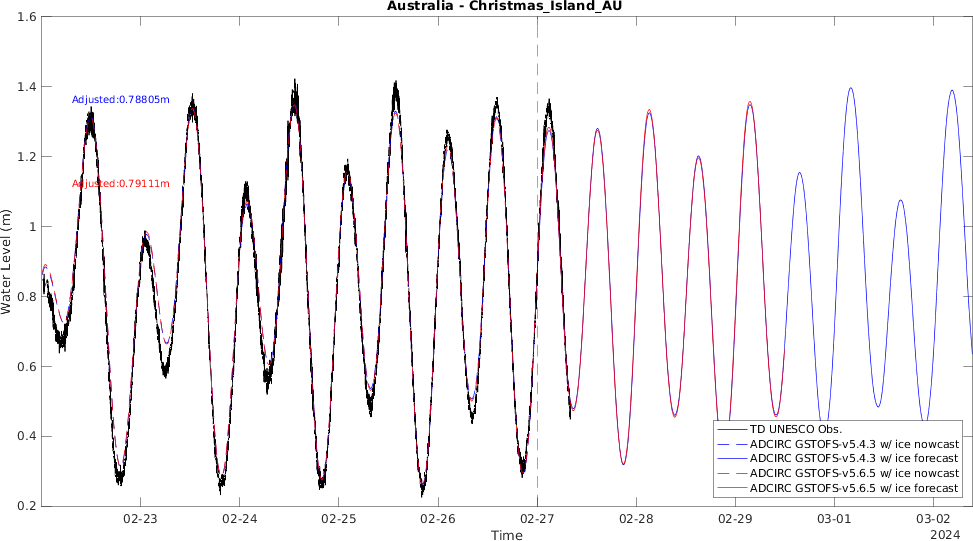 Australia - Christmas_Island_AU
1.6
1.4
1.2
1
0.8
0.6
0.4
0.2
Water Level (m)
Adjusted:0.78805m
Adjusted:0.79111m
TD UNESCO Obs.
ADCIRC GSTOFS-v5.4.3 w/ ice nowcast
ADCIRC GSTOFS-v5.4.3 w/ ice forecast
ADCIRC GSTOFS-v5.6.5 w/ ice nowcast
ADCIRC GSTOFS-v5.6.5 w/ ice forecast
02-23 02-24 02-25 02-26 02-27 02-28 02-29 03-01 03-02
Time
2024